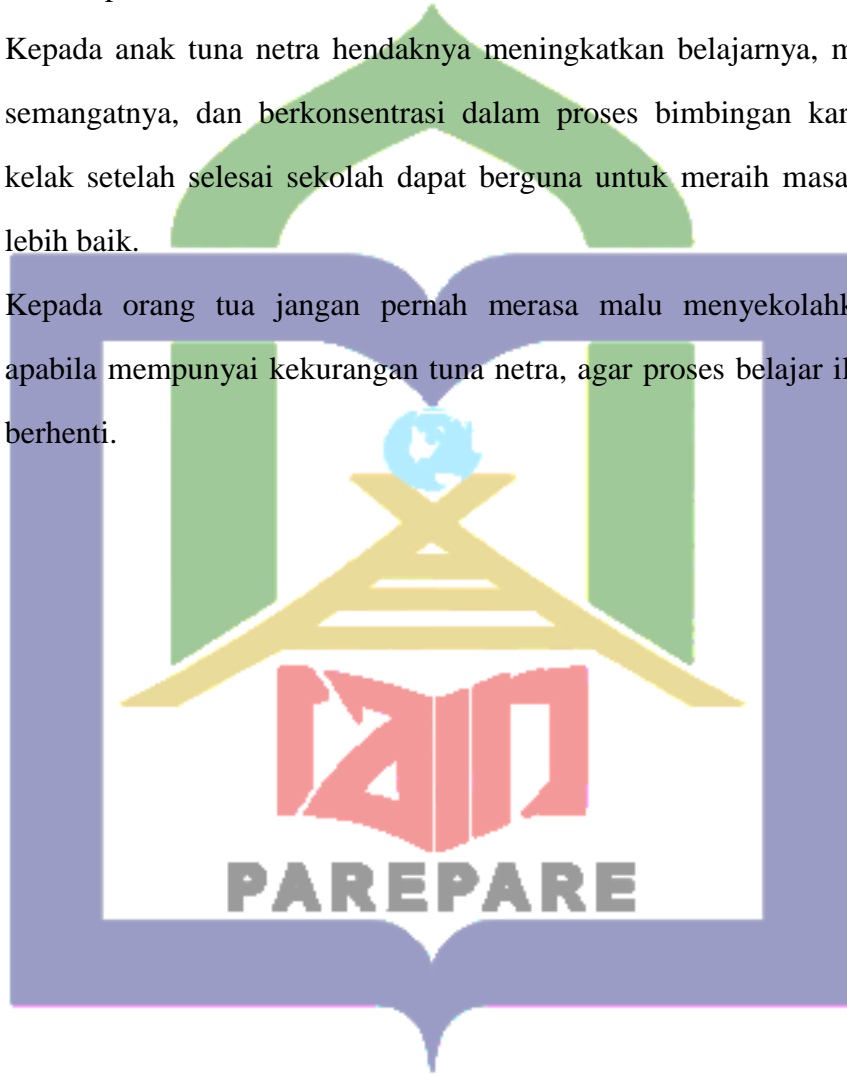 Kepada anak tuna netra hendaknya meningkatkan belajarnya,
semangatnya, dan berkonsentrasi dalam proses bimbingan
kelak setelah selesai sekolah dapat berguna untuk meraih masa
lebih baik.
Kepada orang tua jangan pernah merasa malu
apabila mempunyai kekurangan tuna netra, agar proses belajar
berhenti.
iain
PAREPARE